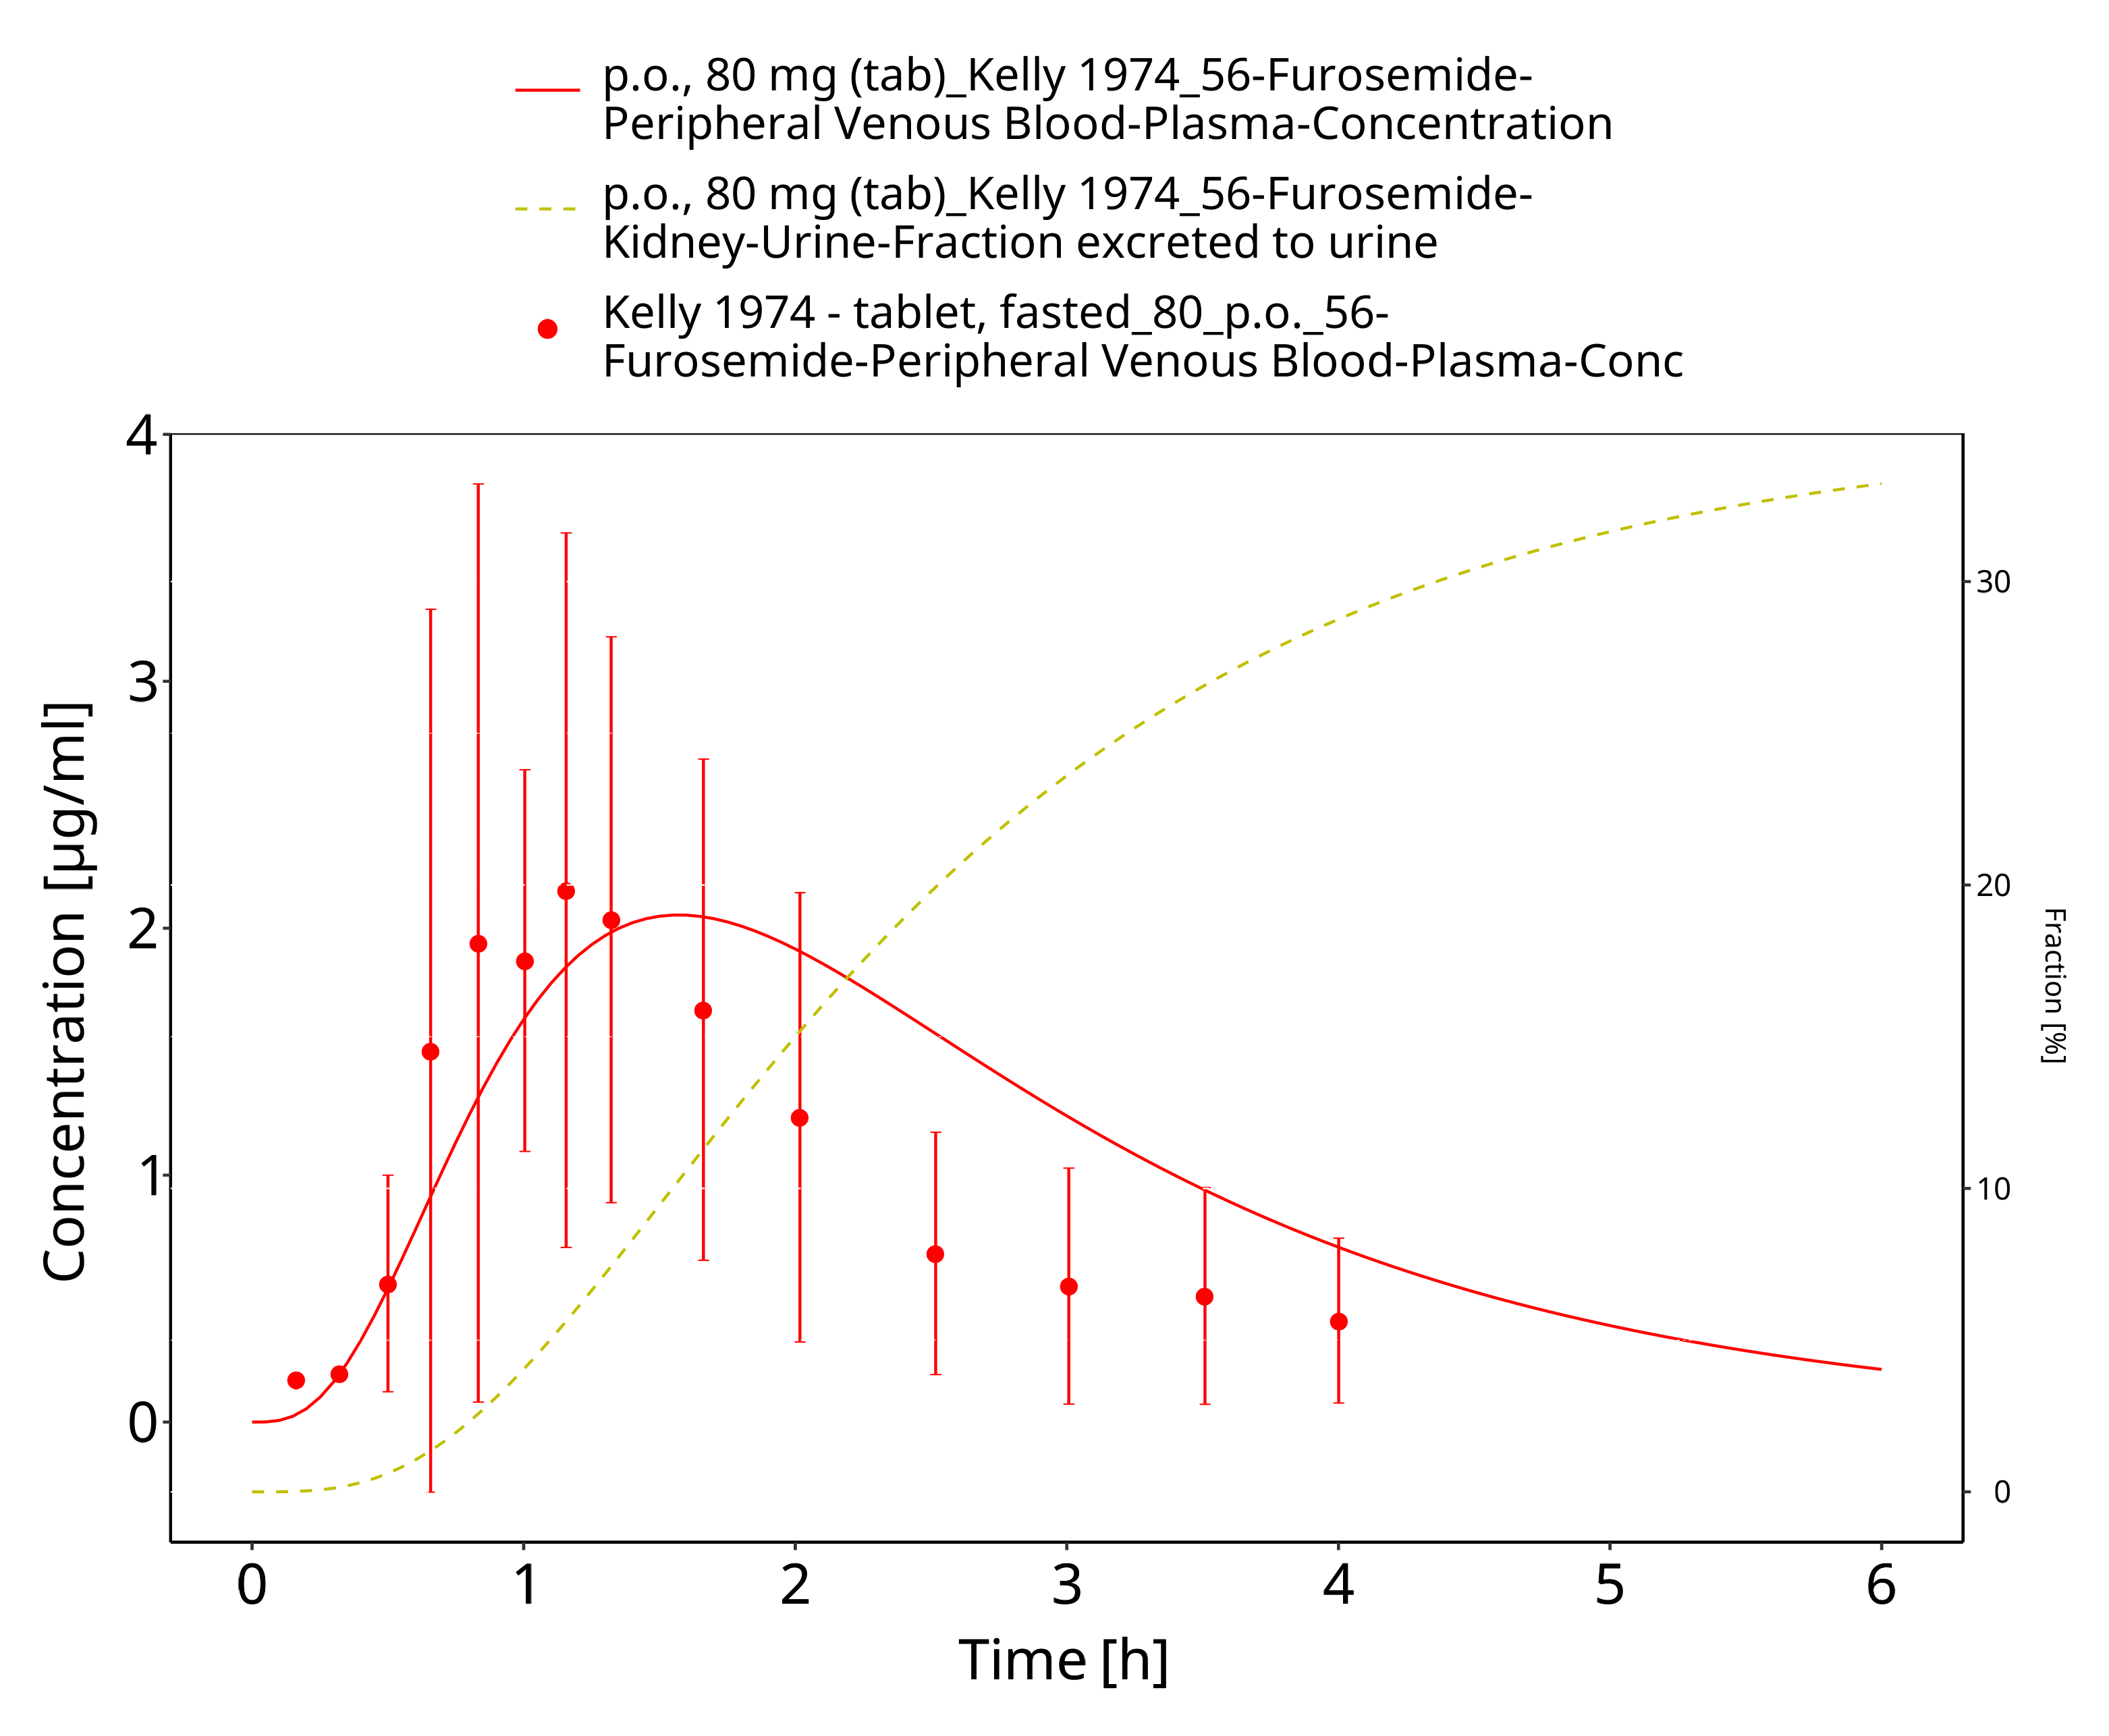 p.o., 80 mg (tab)_Kelly 1974_56-Furosemide-
Peripheral Venous Blood-Plasma-Concentration
p.o., 80 mg (tab)_Kelly 1974_56-Furosemide-
Kidney-Urine-Fraction excreted to urine
Kelly 1974 - tablet, fasted_80_p.o._56-
Furosemide-Peripheral Venous Blood-Plasma-Conc
Concentration [µg/ml]
4
3
2
1
0
30
20
10
0
Fraction [%]
0 1 2 3 4 5 6
Time [h]